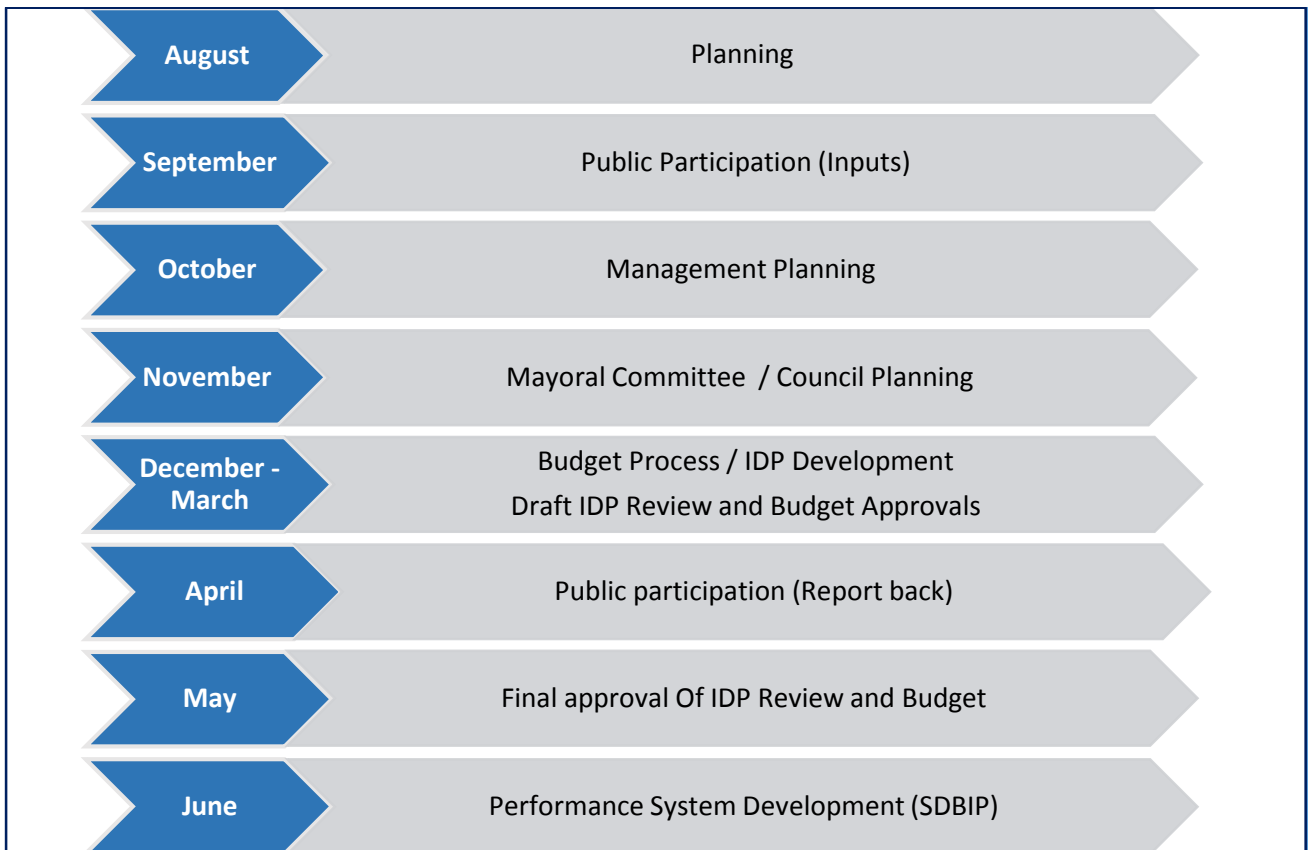 August
Planning
September
Public Participation (Inputs)
October
Management Planning
November
Mayoral Committee / Council Planning
December -
March
Budget Process / IDP Development
Draft IDP Review and Budget Approvals
April
Public participation (Report back)
May
Final approval Of IDP Review and Budget
June
Performance System Development (SDBIP)